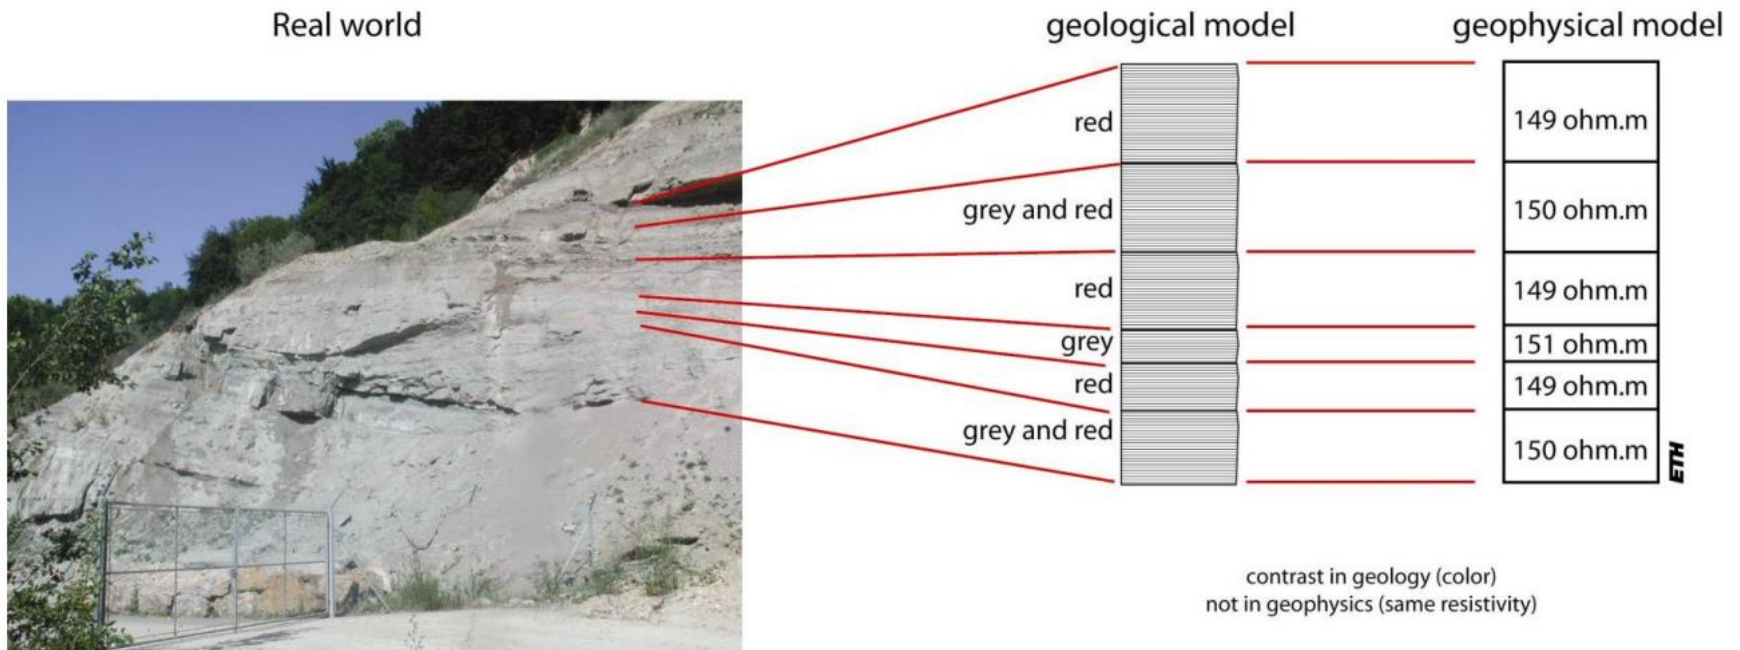 Real world
geological model
geophysical model
red
149 ohm.m
grey and red
150 ohm.m
red
149 ohm.m
grey
151 ohm.m
red
149 ohm.m
grey and red
150 ohm.m
ETH
contrast in geology (color)
not in geophysics (same resistivity)